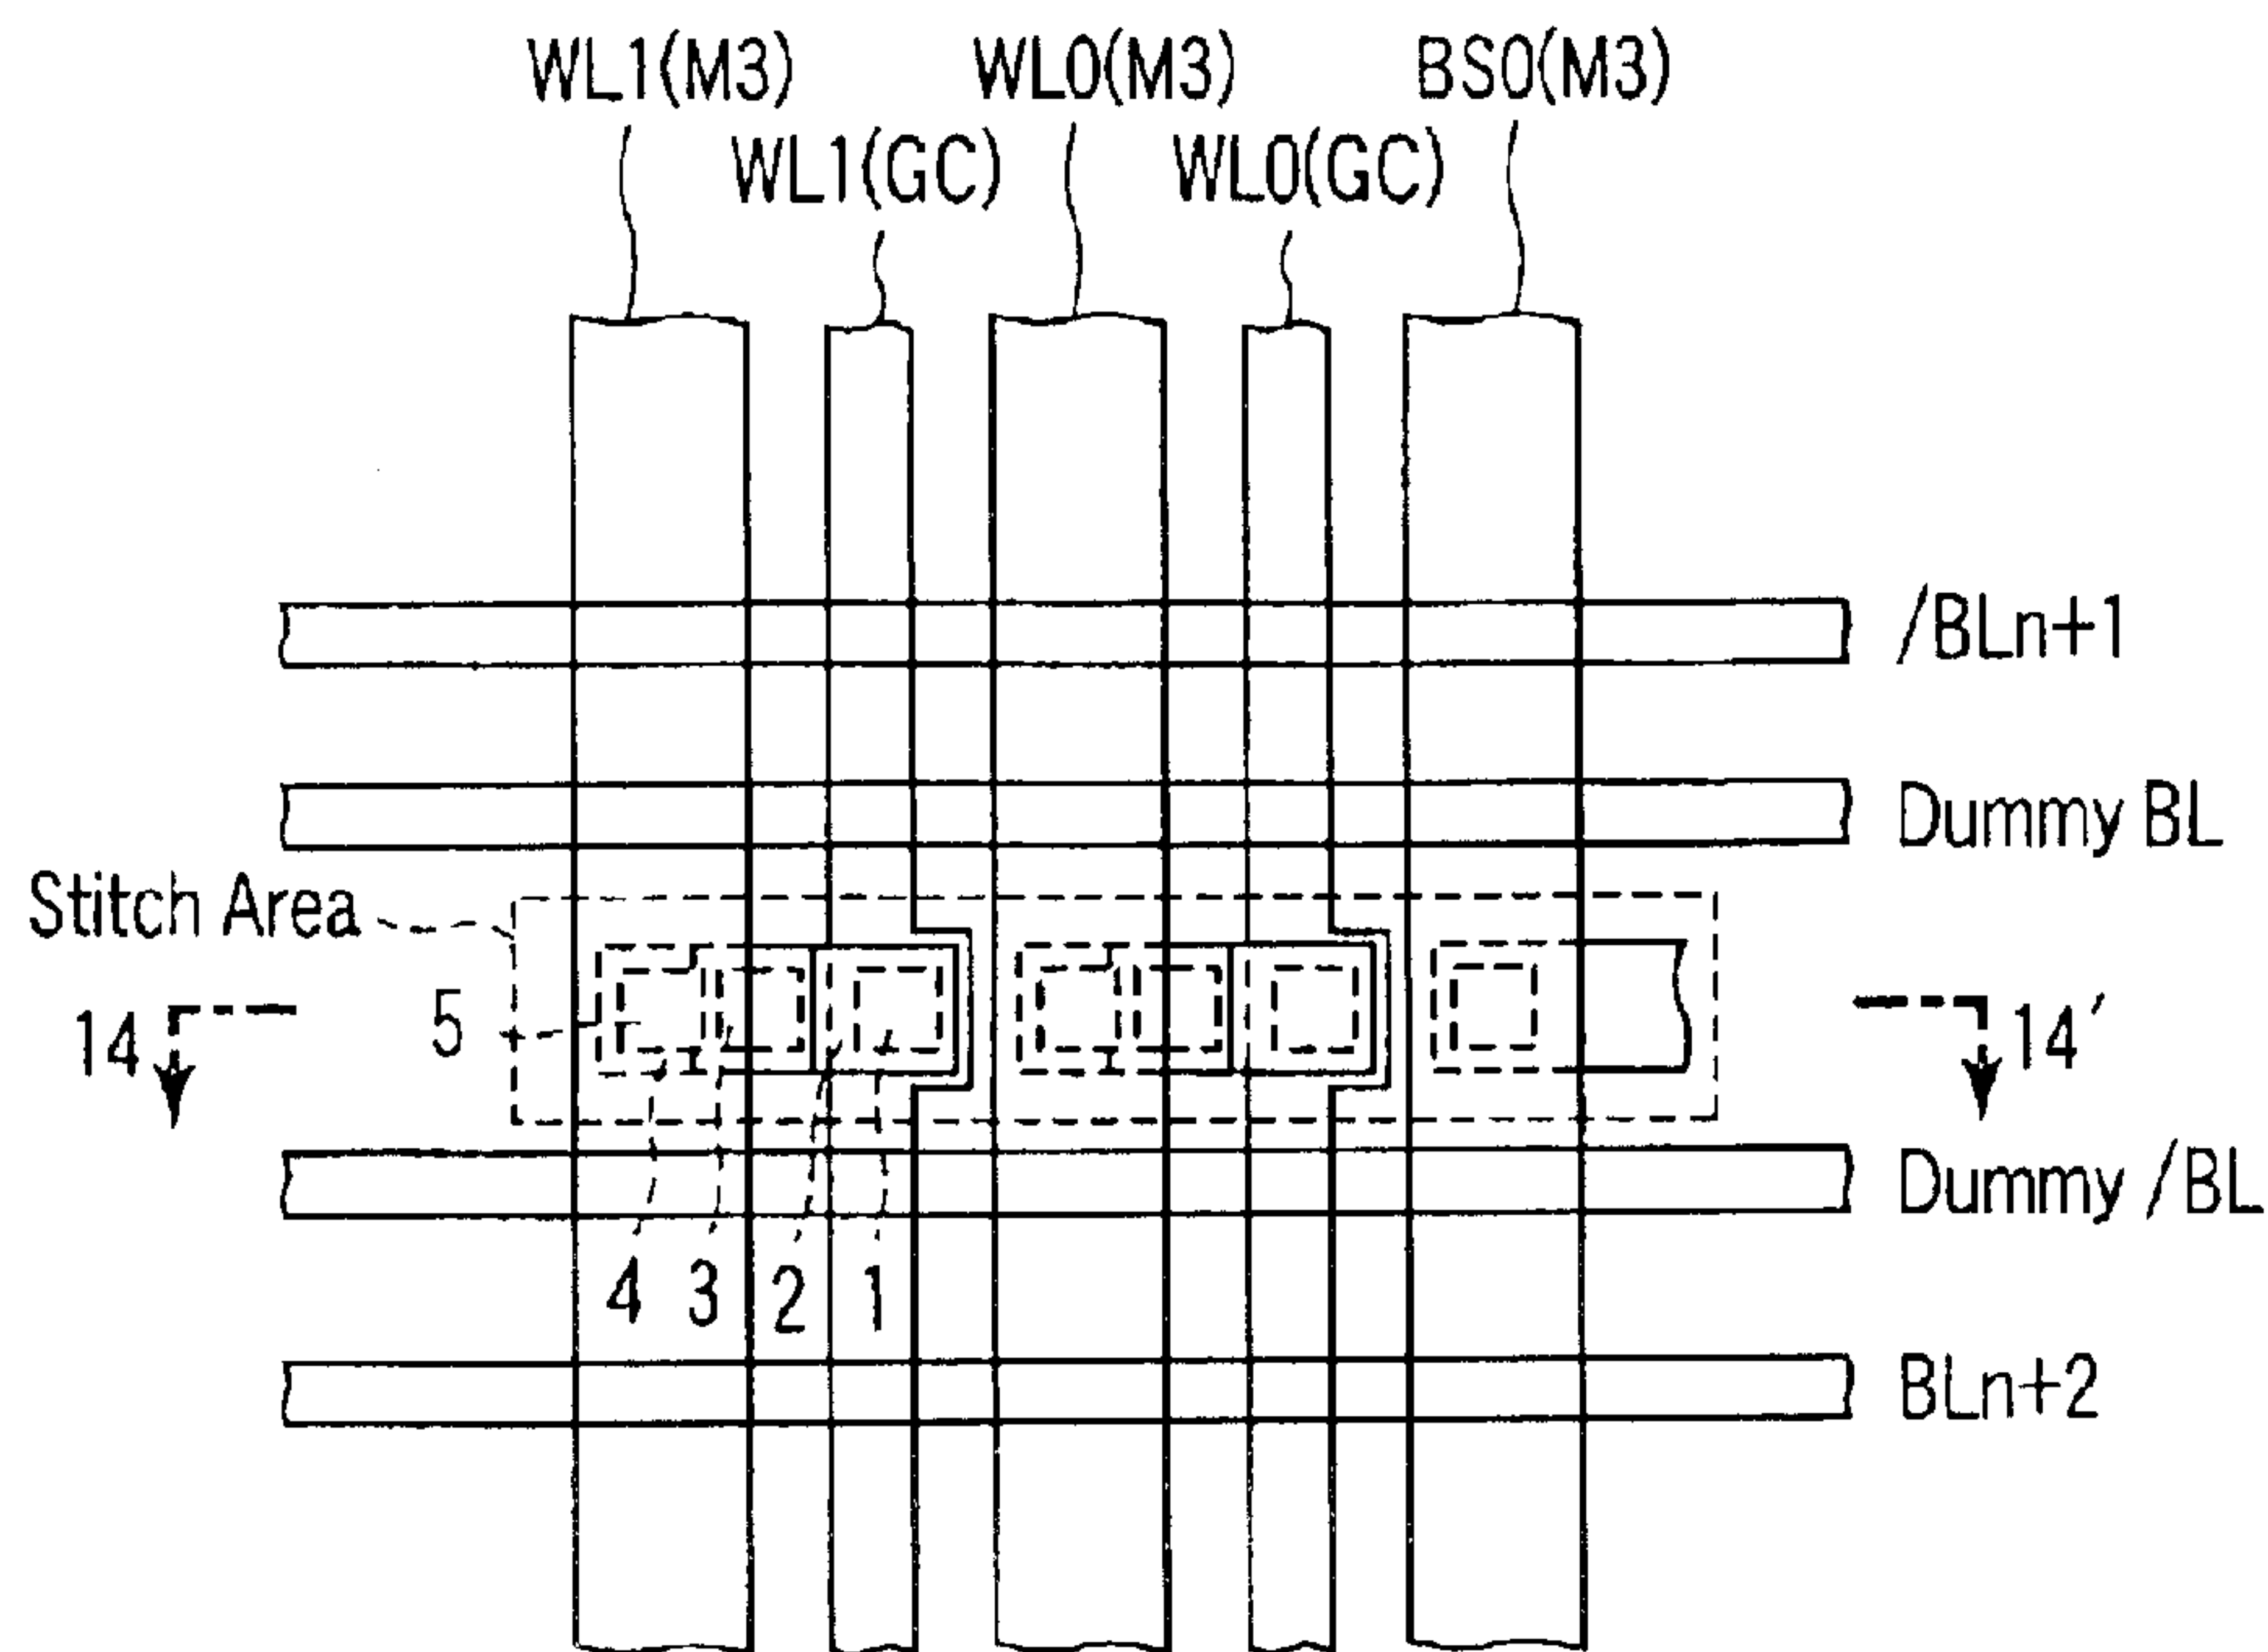 WL1(M3) WL0(M3) BS0(M3)
WL1(GC) WL0(GC)
/BLn+1
Dummy BL
Stitch Area
14 5 14′
Dummy /BL
4 3 2 1
BLn+2